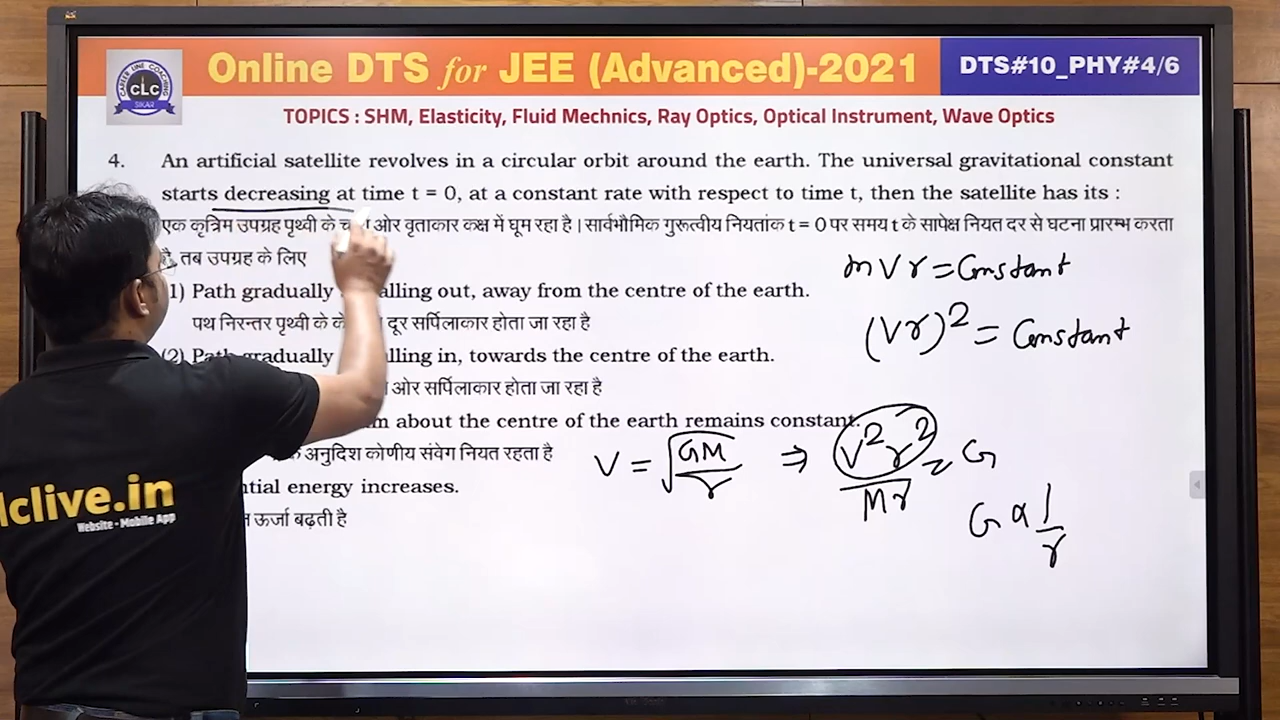 CAREER LINE COACHING
CLC
SIKAR
Online DTS for JEE (Advanced)-2021
DTS#10_PHY#4/6
TOPICS : SHM, Elasticity, Fluid Mechnics, Ray Optics, Optical Instrument, Wave Optics
4. An artificial satellite revolves in a circular orbit around the earth. The universal gravitational constant
starts decreasing at time t = 0, at a constant rate with respect to time t, then the satellite has its :
एक कृत्रिम उपग्रह पृथ्वी के ओर वृताकार कक्ष में घूम रहा है। सार्वभौमिक गुरूत्वीय नियतांक t = 0 पर समय t के सापेक्ष नियत दर से घटना प्रारम्भ करता
है, तब उपग्रह के लिए
mvr = Constant
1) Path gradually alling out, away from the centre of the earth.
पथ निरन्तर पृथ्वी के दूर सर्पिलाकार होता जा रहा है
(vr)² = Constant
(2) Path gradually lling in, towards the centre of the earth.
ओर सर्पिलाकार होता जा रहा है
m about the centre of the earth remains constant.
के अनुदिश कोणीय संवेग नियत रहता है
V = √(GM/r) ⇒ V²r²/Mr = G
ntial energy increases.
ऊर्जा बढ़ती है
G ∝ 1/r
lclive.in
Website - Mobile App